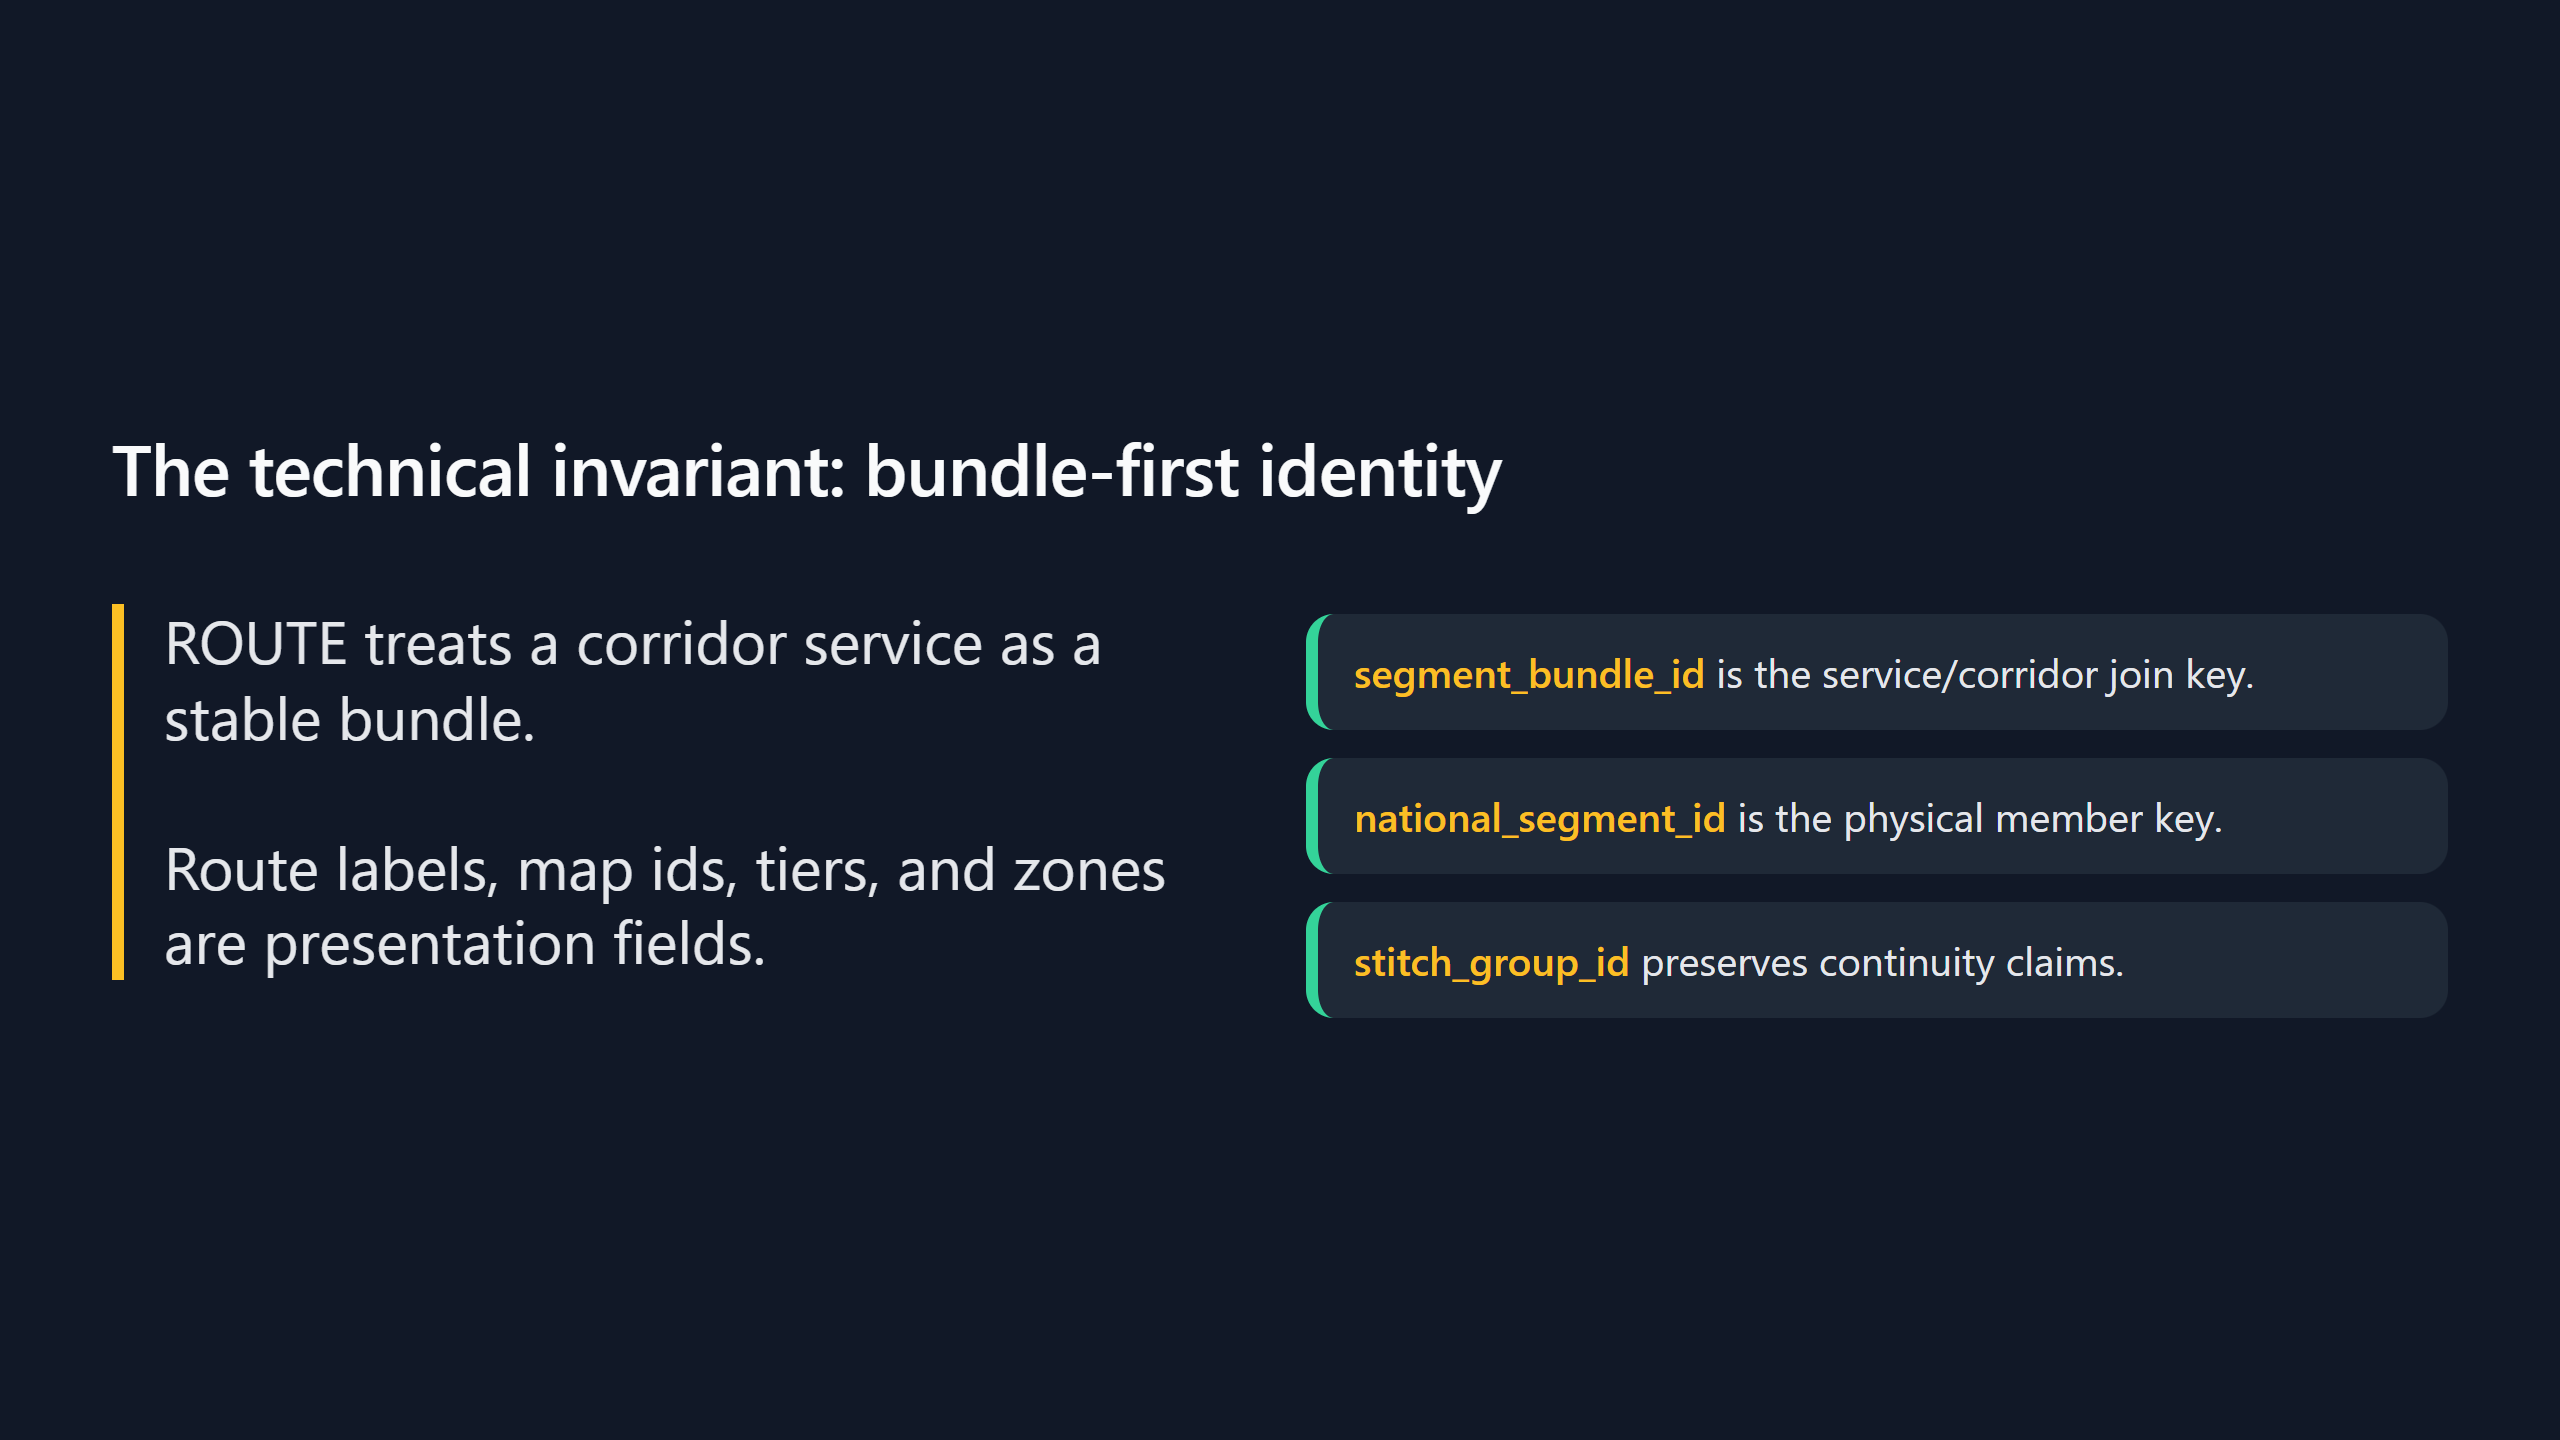 The technical invariant: bundle-first identity
ROUTE treats a corridor service as a
stable bundle.
Route labels, map ids, tiers, and zones
are presentation fields.
segment_bundle_id is the service/corridor join key.
national_segment_id is the physical member key.
stitch_group_id preserves continuity claims.